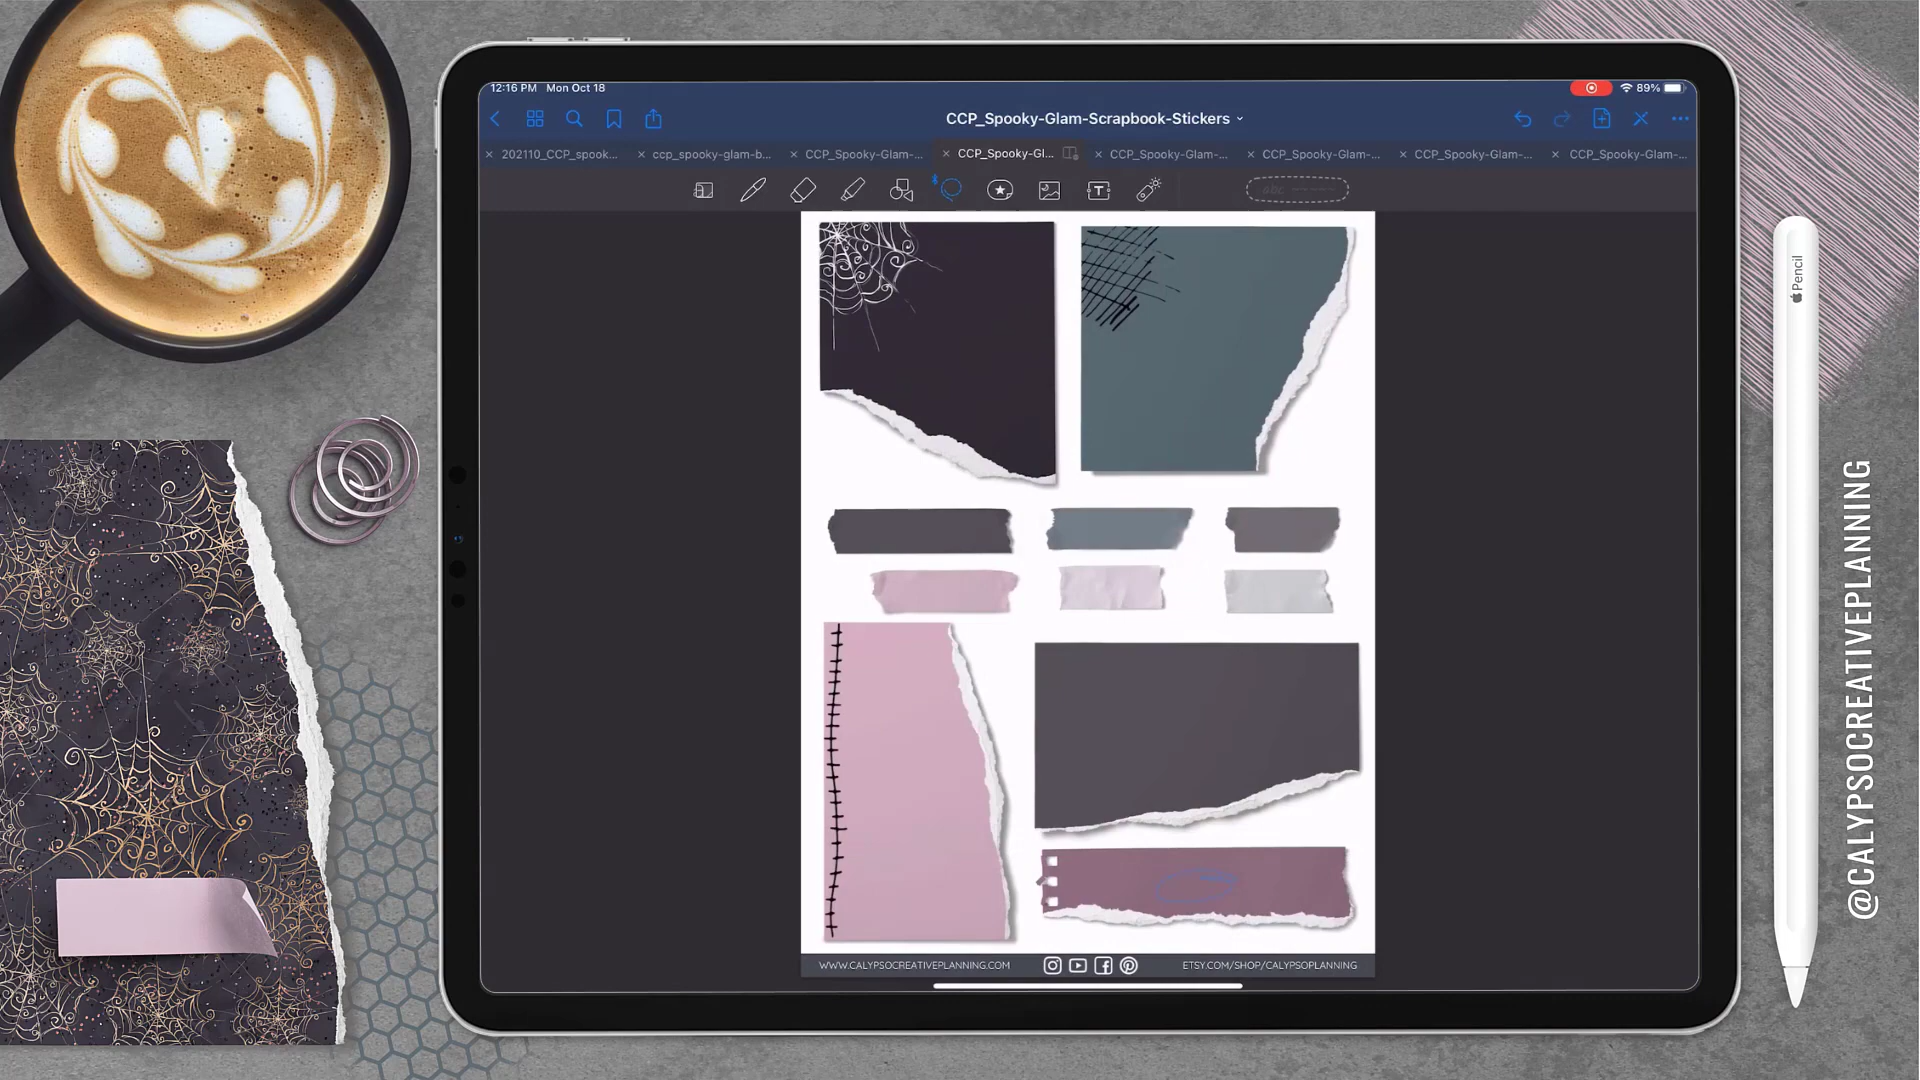 12:16 PM Mon Oct 18
89%
CCP_Spooky-Glam-Scrapbook-Stickers
202110_CCP_spook...
ccp_spooky-glam-b...
CCP_Spooky-Glam-...
CCP_Spooky-Gl...
CCP_Spooky-Glam-...
CCP_Spooky-Glam-...
CCP_Spooky-Glam-...
CCP_Spooky-Glam-...
T
abc
WWW.CALYPSOCREATIVEPLANNING.COM
ETSY.COM/SHOP/CALYPSOPLANNING
Pencil
@CALYPSOCREATIVEPLANNING